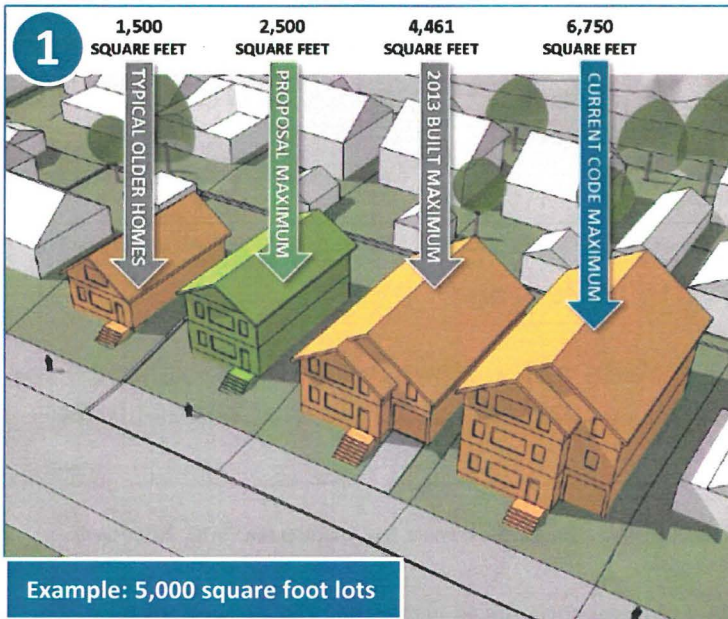 1
1,500
SQUARE FEET
2,500
SQUARE FEET
4,461
SQUARE FEET
6,750
SQUARE FEET
TYPICAL OLDER HOMES
PROPOSAL MAXIMUM
2013 BUILT MAXIMUM
CURRENT CODE MAXIMUM
Example: 5,000 square foot lots